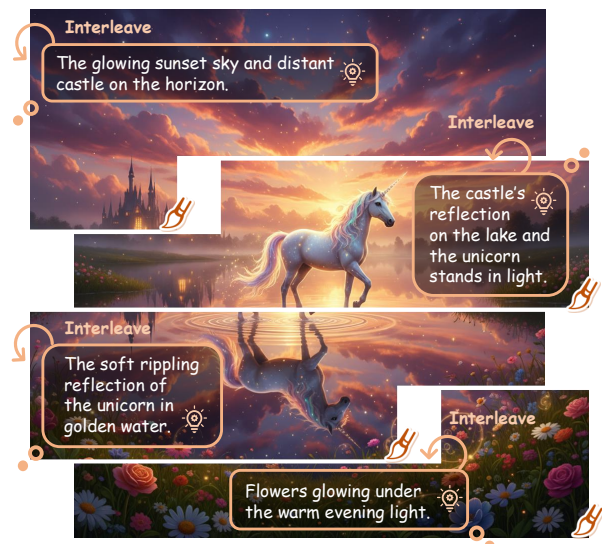 Interleave
The glowing sunset sky and distant
castle on the horizon.
Interleave
The castle's
reflection
on the lake and
the unicorn
stands in light.
Interleave
The soft rippling
reflection of
the unicorn in
golden water.
Interleave
Flowers glowing under
the warm evening light.